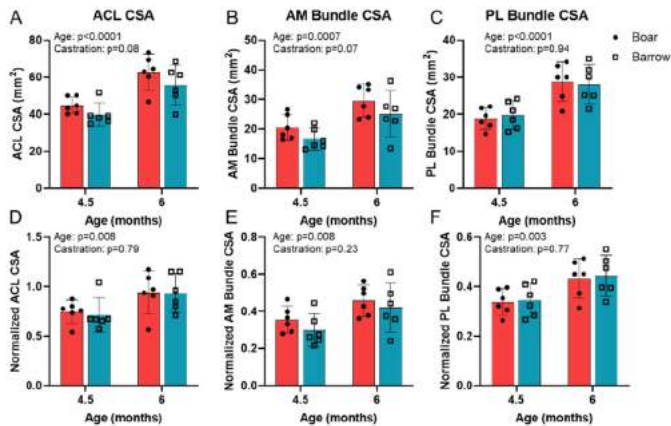 A ACL CSA
Age: p<0.0001
Castration: p=0.08
ACL CSA (mm²)
80
60
40
20
0
4.5 6
Age (months)
B AM Bundle CSA
Age: p=0.0007
Castration: p=0.07
AM Bundle CSA (mm²)
50
40
30
20
10
0
4.5 6
Age (months)
C PL Bundle CSA
Age: p<0.0001
Castration: p=0.94
PL Bundle CSA (mm²)
40
30
20
10
0
4.5 6
Age (months)
Boar
Barrow
D
Age: p=0.008
Castration: p=0.79
Normalized ACL CSA
1.5
1.0
0.5
0.0
4.5 6
Age (months)
E
Age: p=0.008
Castration: p=0.23
Normalized AM Bundle CSA
0.8
0.6
0.4
0.2
0.0
4.5 6
Age (months)
F
Age: p=0.003
Castration: p=0.77
Normalized PL Bundle CSA
0.6
0.4
0.2
0.0
4.5 6
Age (months)